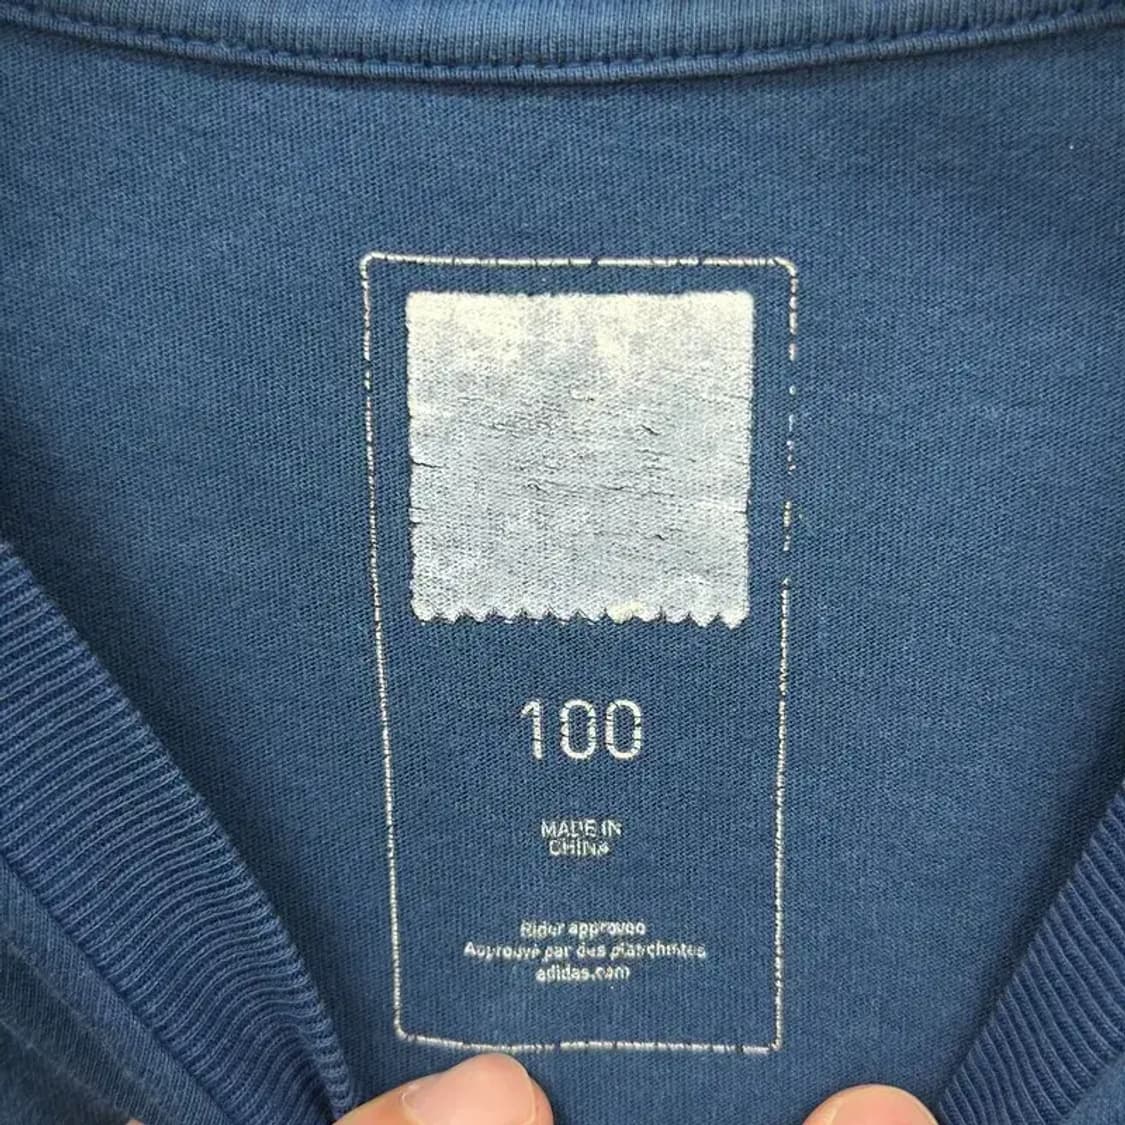 100
MADE IN
CHINA
Rider approved
Approuvé par des planchistes
adidas.com